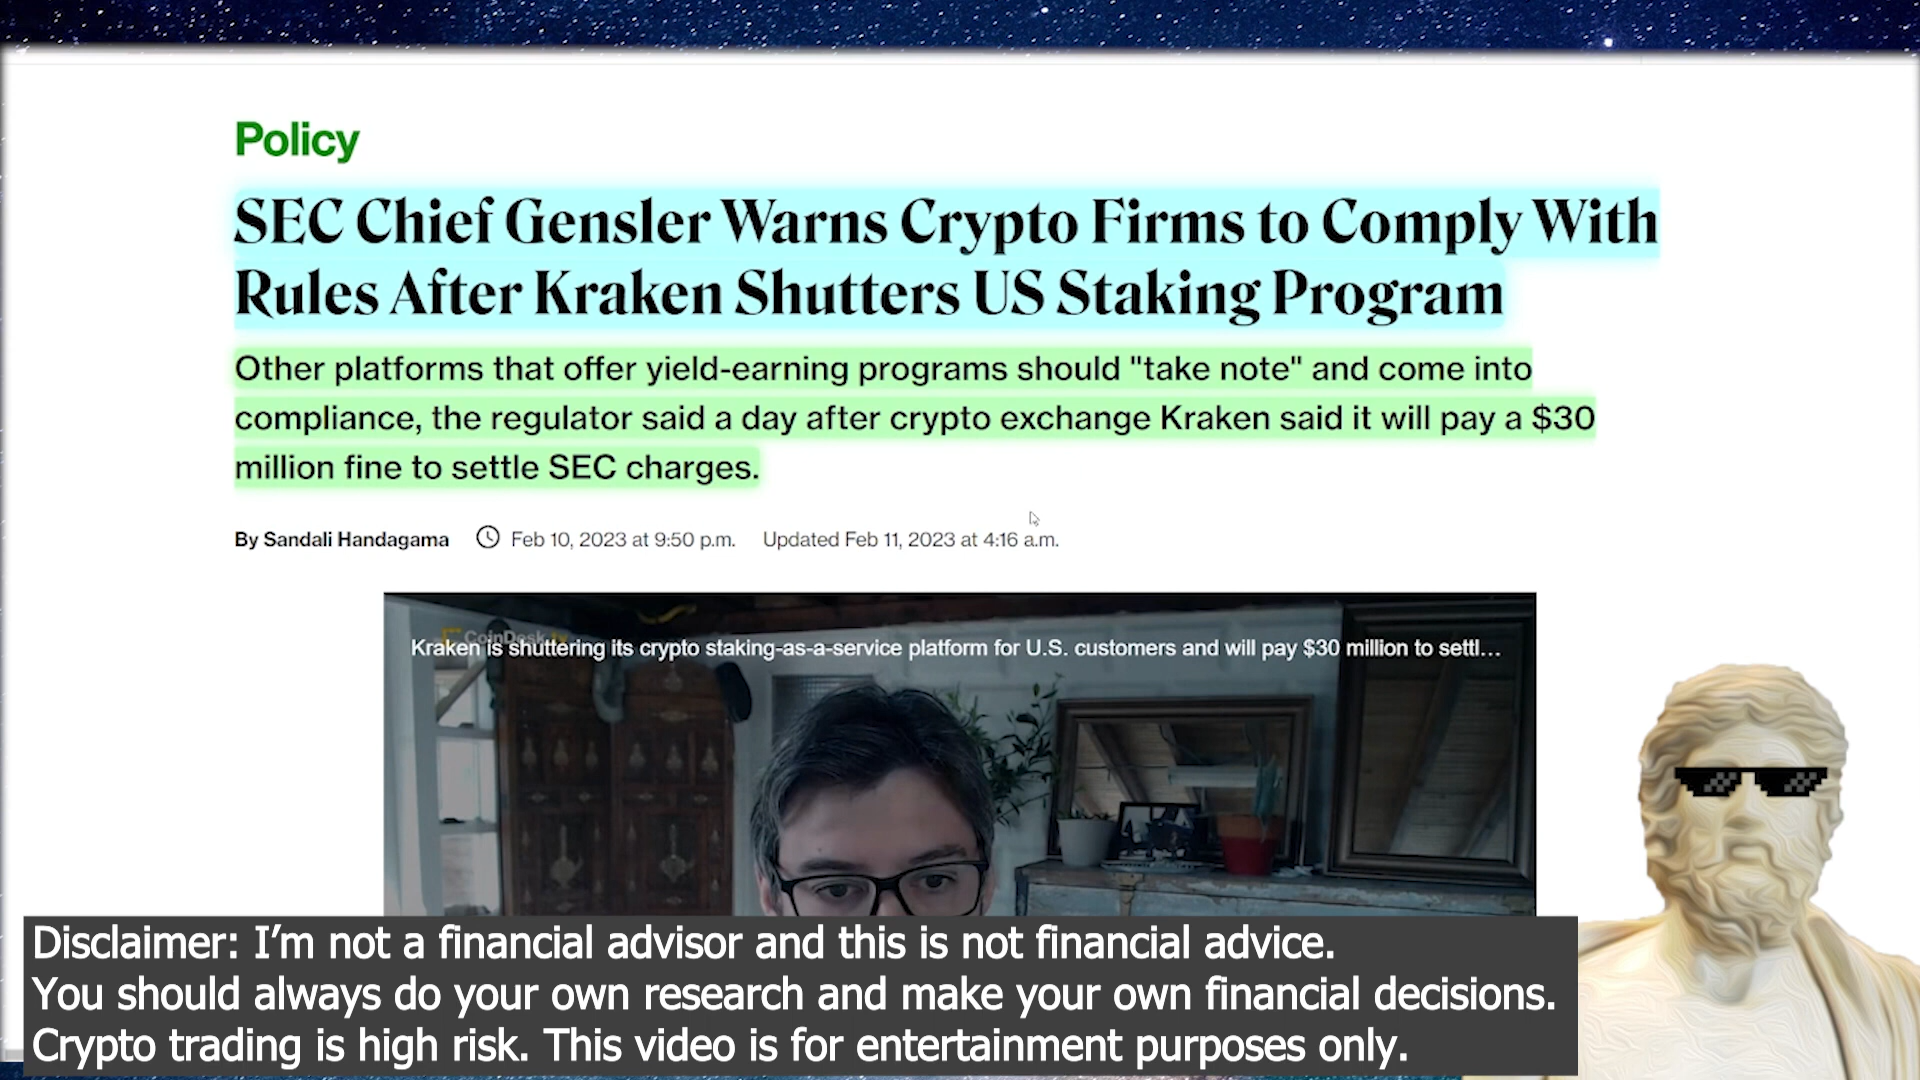 Policy
SEC Chief Gensler Warns Crypto Firms to Comply With
Rules After Kraken Shutters US Staking Program
Other platforms that offer yield-earning programs should "take note" and come into
compliance, the regulator said a day after crypto exchange Kraken said it will pay a $30
million fine to settle SEC charges.
By Sandali Handagama Feb 10, 2023 at 9:50 p.m. Updated Feb 11, 2023 at 4:16 a.m.
CoinDesk tv
Kraken is shuttering its crypto staking-as-a-service platform for U.S. customers and will pay $30 million to settl...
Disclaimer: I'm not a financial advisor and this is not financial advice.
You should always do your own research and make your own financial decisions.
Crypto trading is high risk. This video is for entertainment purposes only.